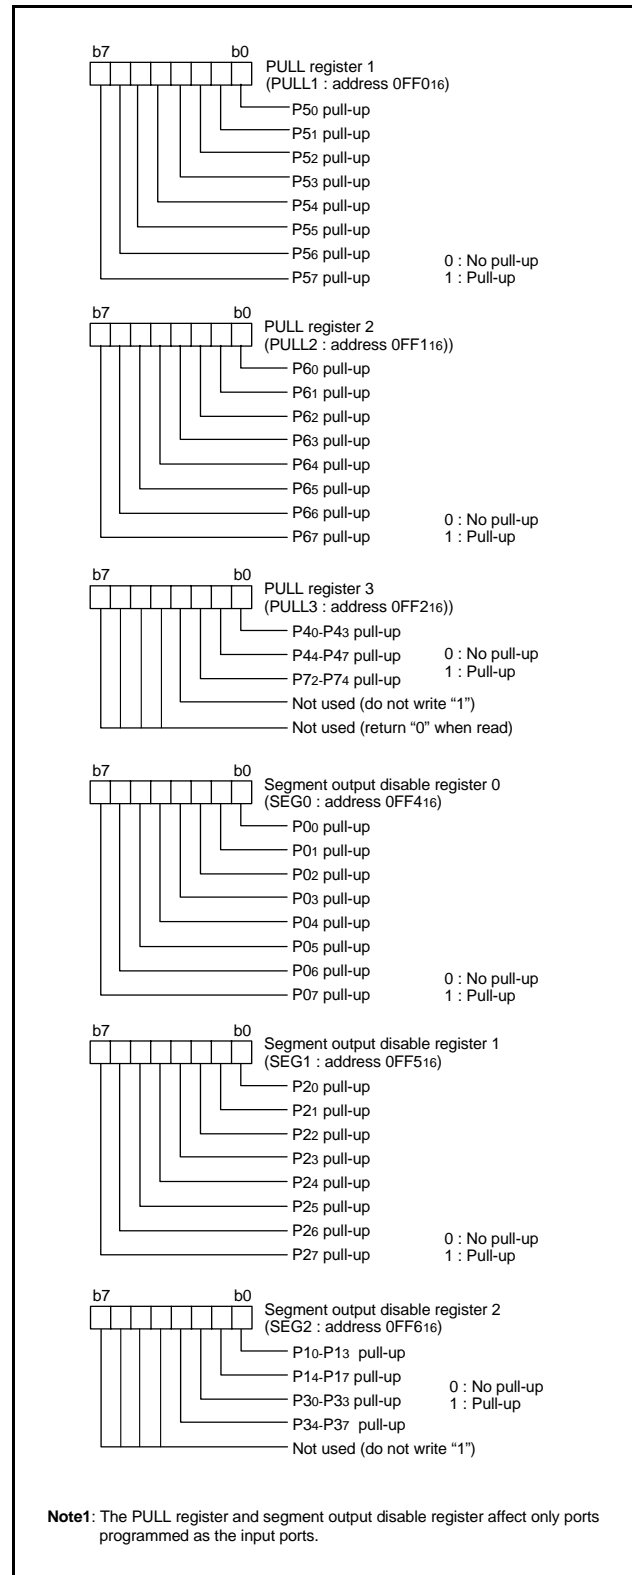 b7 b0
PULL register 1
(PULL1 : address 0FF016)
P50 pull-up
P51 pull-up
P52 pull-up
P53 pull-up
P54 pull-up
P55 pull-up
P56 pull-up
0 : No pull-up
P57 pull-up 1 : Pull-up
b7 b0
PULL register 2
(PULL2 : address 0FF116))
P60 pull-up
P61 pull-up
P62 pull-up
P63 pull-up
P64 pull-up
P65 pull-up
P66 pull-up
0 : No pull-up
P67 pull-up 1 : Pull-up
b7 b0
PULL register 3
(PULL3 : address 0FF216))
P40-P43 pull-up
P44-P47 pull-up 0 : No pull-up
1 : Pull-up
P72-P74 pull-up
Not used (do not write “1”)
Not used (return “0” when read)
b7 b0
Segment output disable register 0
(SEG0 : address 0FF416)
P00 pull-up
P01 pull-up
P02 pull-up
P03 pull-up
P04 pull-up
P05 pull-up
P06 pull-up
0 : No pull-up
P07 pull-up 1 : Pull-up
b7 b0
Segment output disable register 1
(SEG1 : address 0FF516)
P20 pull-up
P21 pull-up
P22 pull-up
P23 pull-up
P24 pull-up
P25 pull-up
P26 pull-up
0 : No pull-up
P27 pull-up 1 : Pull-up
b7 b0
Segment output disable register 2
(SEG2 : address 0FF616)
P10-P13 pull-up
P14-P17 pull-up
0 : No pull-up
P30-P33 pull-up 1 : Pull-up
P34-P37 pull-up
Not used (do not write “1”)
Note1: The PULL register and segment output disable register affect only ports
programmed as the input ports.